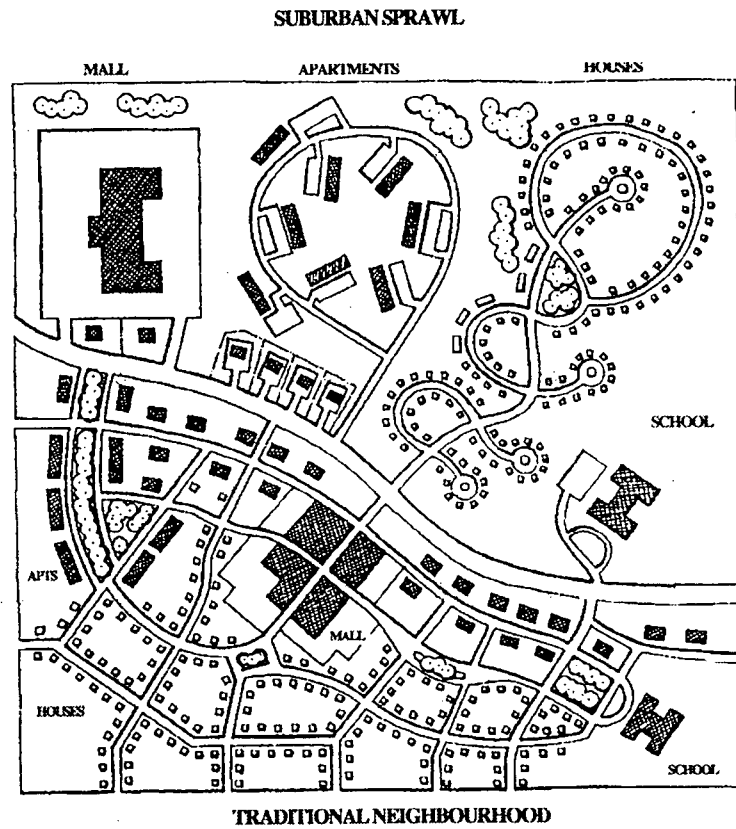 SUBURBAN SPRAWL
MALL APARTMENTS HOUSES
SCHOOL
APTS
MALL
HOUSES
SCHOOL
TRADITIONAL NEIGHBOURHOOD